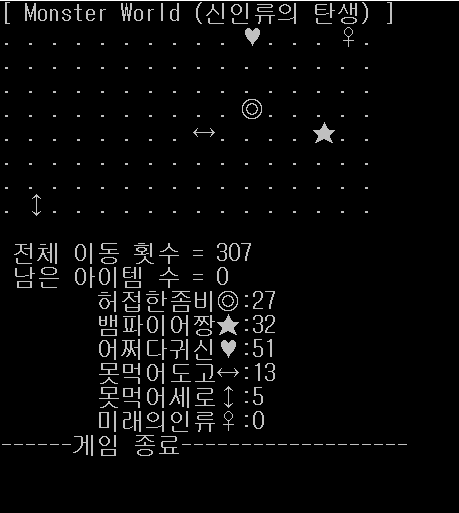 [ Monster World (신인류의 탄생) ]
. . . . . . . . . . ♥. . . ♀.
. . . . . . . . . . . . . . . .
. . . . . . . . . . . . . . . .
. . . . . . . . . . ◎. . . . .
. . . . . . . . ↔. . . . ★. .
. . . . . . . . . . . . . . . .
. . . . . . . . . . . . . . . .
. ↕. . . . . . . . . . . . . .
전체 이동 횟수 = 307
남은 아이템 수 = 0
허접한좀비◎:27
뱀파이어짱★:32
어쩌다귀신♥:51
못먹어도고↔:13
못먹어세로↕:5
미래의인류♀:0
------게임 종료-------------------